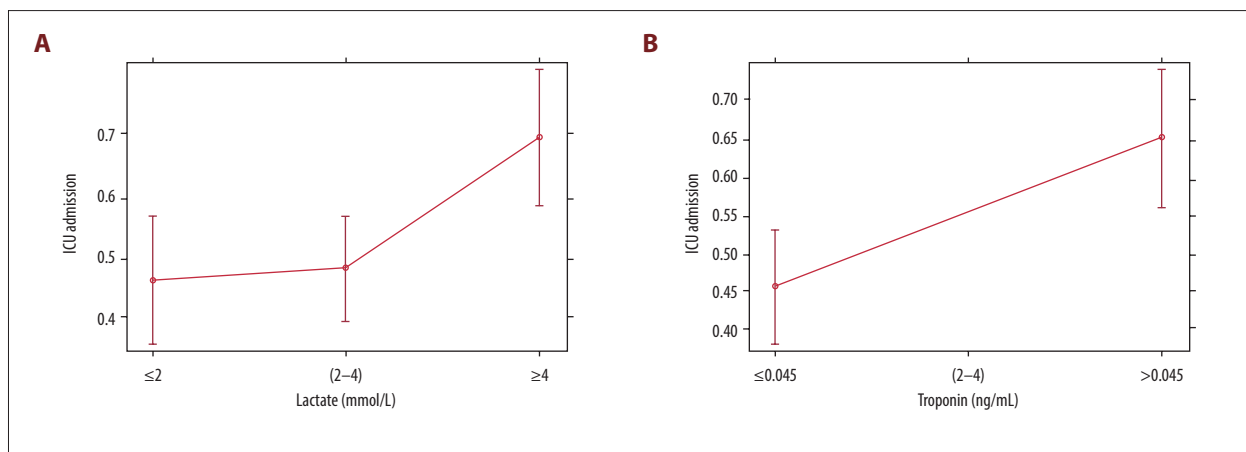 A
ICU admission
0.7
0.6
0.5
0.4
≤2
(2–4)
≥4
Lactate (mmol/L)
B
ICU admission
0.70
0.65
0.60
0.55
0.50
0.45
0.40
≤0.045
(2–4)
>0.045
Troponin (ng/mL)